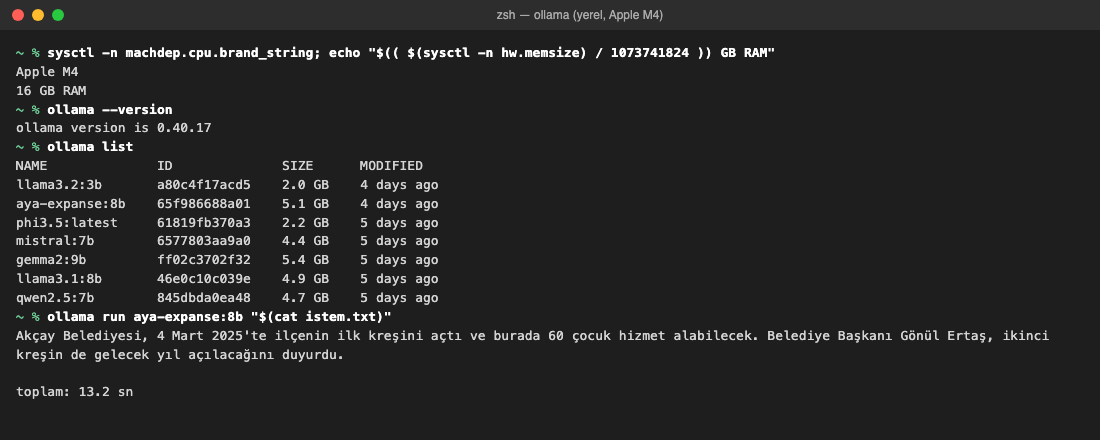 zsh — ollama (yerel, Apple M4)
~ % sysctl -n machdep.cpu.brand_string; echo "$(( $(sysctl -n hw.memsize) / 1073741824 )) GB RAM"
Apple M4
16 GB RAM
~ % ollama --version
ollama version is 0.40.17
~ % ollama list
NAME ID SIZE MODIFIED
llama3.2:3b a80c4f17acd5 2.0 GB 4 days ago
aya-expanse:8b 65f986688a01 5.1 GB 4 days ago
phi3.5:latest 61819fb370a3 2.2 GB 5 days ago
mistral:7b 6577803aa9a0 4.4 GB 5 days ago
gemma2:9b ff02c3702f32 5.4 GB 5 days ago
llama3.1:8b 46e0c10c039e 4.9 GB 5 days ago
qwen2.5:7b 845dbda0ea48 4.7 GB 5 days ago
~ % ollama run aya-expanse:8b "$(cat istem.txt)"
Akçay Belediyesi, 4 Mart 2025'te ilçenin ilk kreşini açtı ve burada 60 çocuk hizmet alabilecek. Belediye Başkanı Gönül Ertaş, ikinci
kreşin de gelecek yıl açılacağını duyurdu.
toplam: 13.2 sn